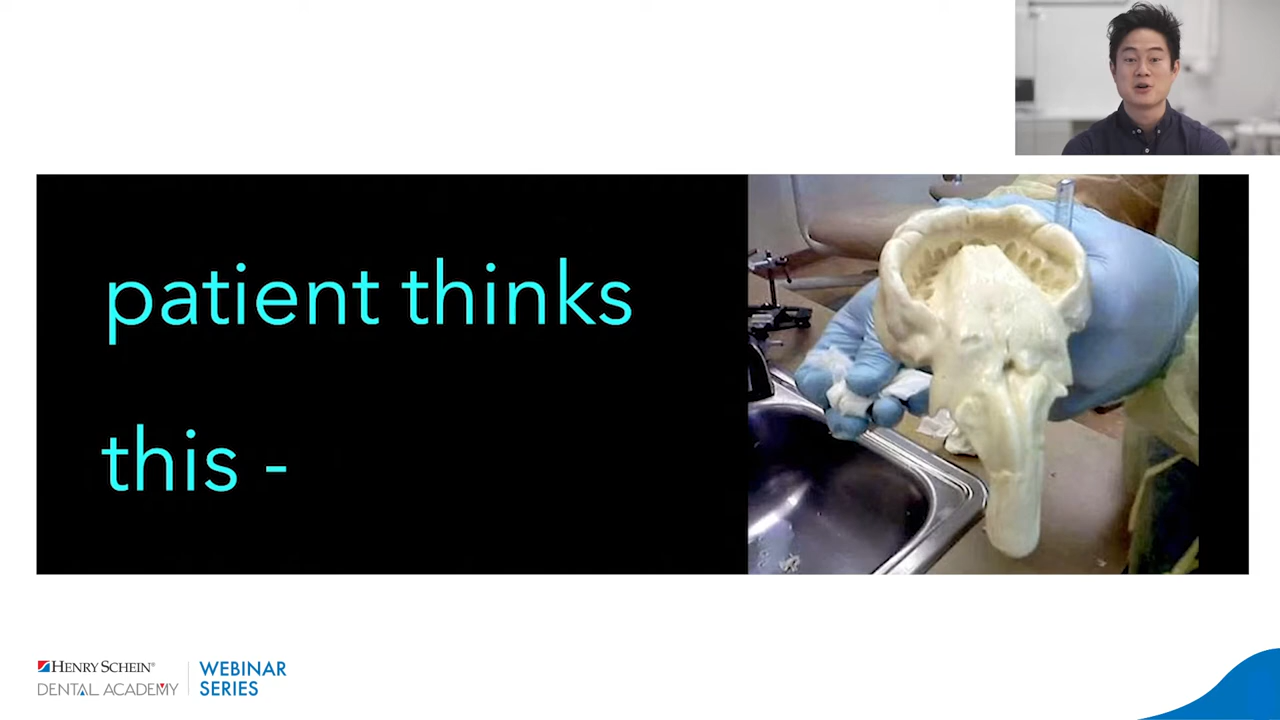 patient thinks
this -
HENRY SCHEIN®
DENTAL ACADEMY
WEBINAR
SERIES